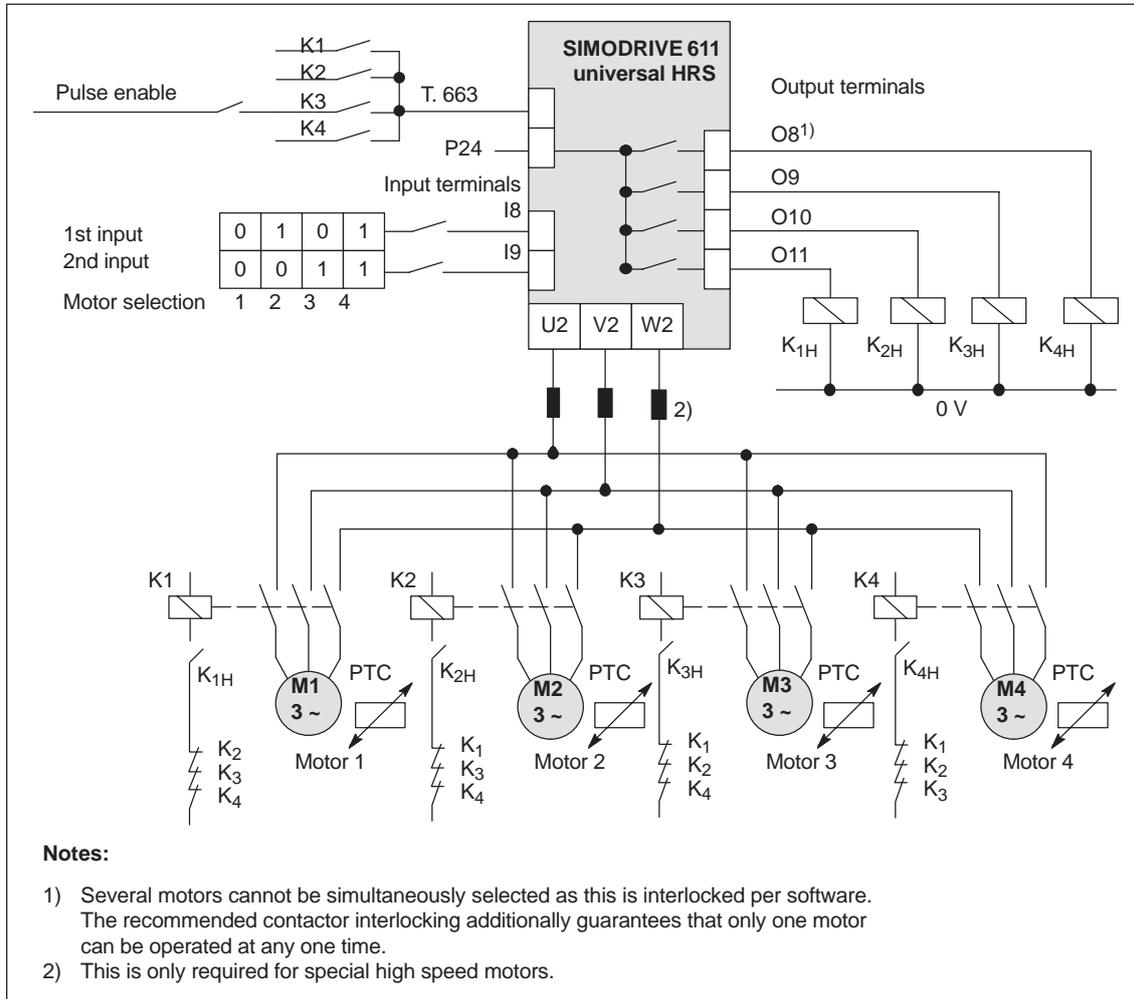 SIMODRIVE 611
universal HRS
K1
K2
K3
K4
Pulse enable
T. 663
P24
Input terminals
I8
I9
Output terminals
O8 1)
O9
O10
O11
1st input 0 1 0 1
2nd input 0 0 1 1
Motor selection 1 2 3 4
U2 V2 W2
K1H K2H K3H K4H
0 V
2)
K1 K2 K3 K4
K1H PTC K2H PTC K3H PTC K4H PTC
M1 M2 M3 M4
3 ~ 3 ~ 3 ~ 3 ~
Motor 1 Motor 2 Motor 3 Motor 4
K2 K1 K1 K1
K3 K3 K2 K2
K4 K4 K4 K3
Notes:
1) Several motors cannot be simultaneously selected as this is interlocked per software.
The recommended contactor interlocking additionally guarantees that only one motor
can be operated at any one time.
2) This is only required for special high speed motors.